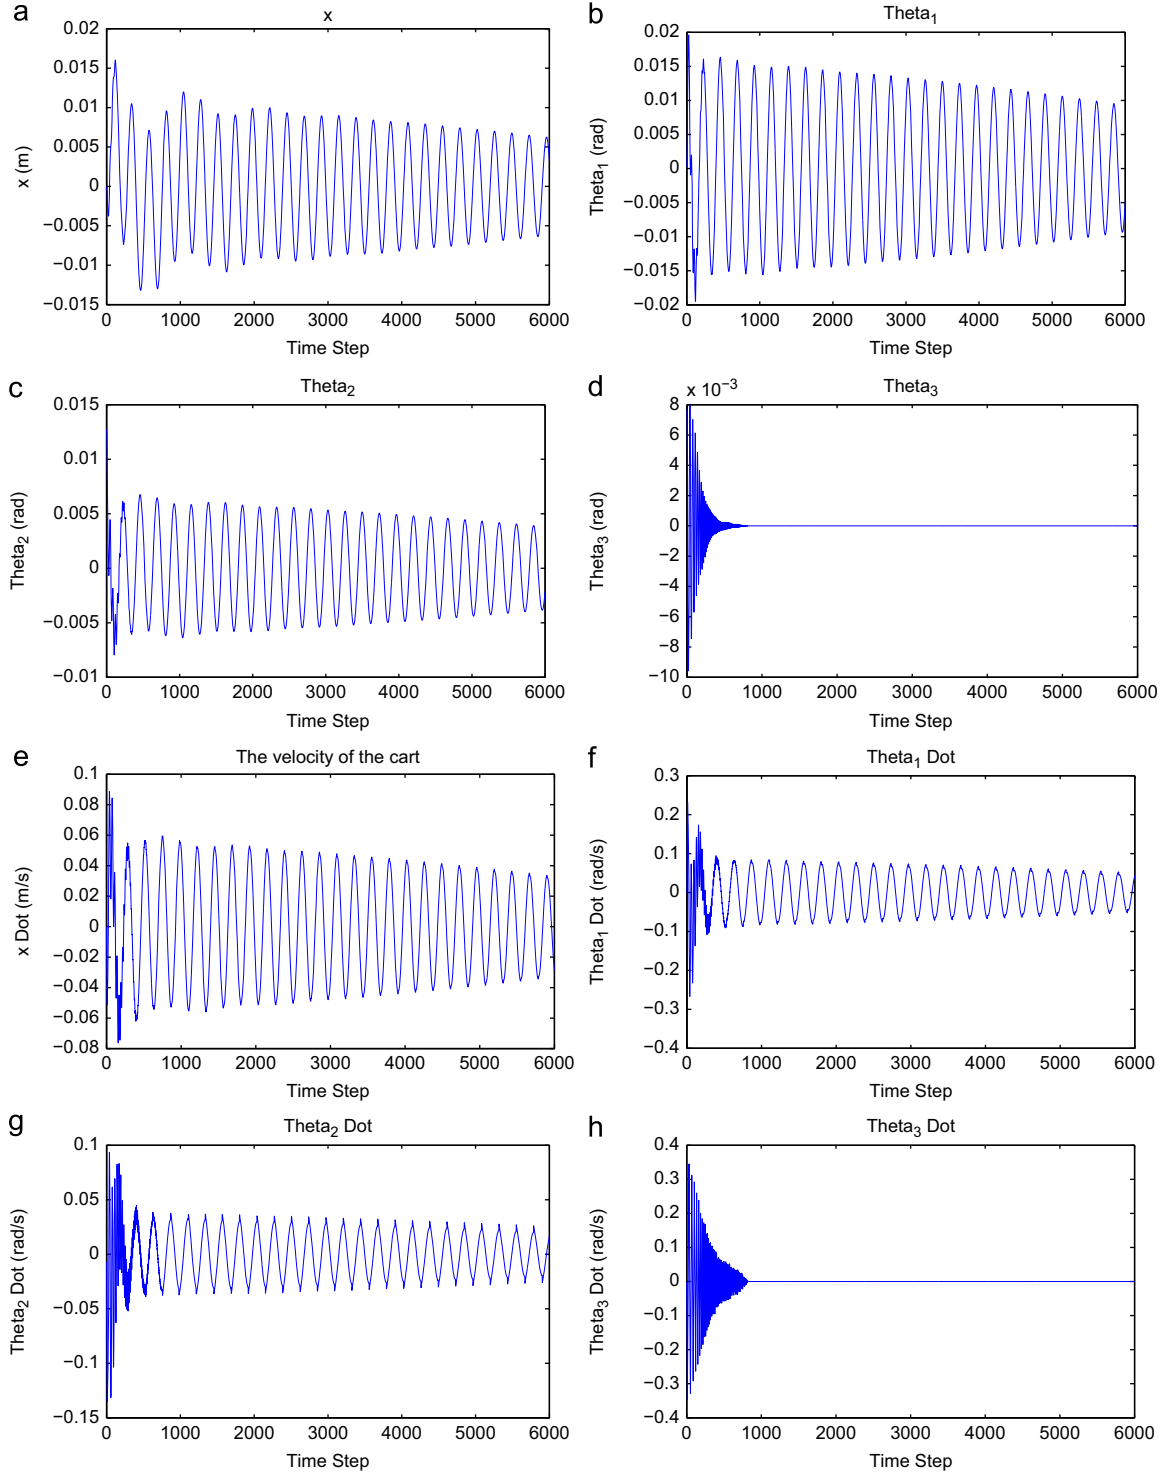 a
x
0.02
0.015
0.01
0.005
0
−0.005
−0.01
−0.015
x (m)
0 1000 2000 3000 4000 5000 6000
Time Step
b
Theta1
0.02
0.015
0.01
0.005
0
−0.005
−0.01
−0.015
−0.02
Theta1 (rad)
0 1000 2000 3000 4000 5000 6000
Time Step
c
Theta2
0.015
0.01
0.005
0
−0.005
−0.01
Theta2 (rad)
0 1000 2000 3000 4000 5000 6000
Time Step
d
x 10−3
Theta3
8
6
4
2
0
−2
−4
−6
−8
−10
Theta3 (rad)
0 1000 2000 3000 4000 5000 6000
Time Step
e
The velocity of the cart
0.1
0.08
0.06
0.04
0.02
0
−0.02
−0.04
−0.06
−0.08
x Dot (m/s)
0 1000 2000 3000 4000 5000 6000
Time Step
f
Theta1 Dot
0.3
0.2
0.1
0
−0.1
−0.2
−0.3
−0.4
Theta1 Dot (rad/s)
0 1000 2000 3000 4000 5000 6000
Time Step
g
Theta2 Dot
0.1
0.05
0
−0.05
−0.1
−0.15
Theta2 Dot (rad/s)
0 1000 2000 3000 4000 5000 6000
Time Step
h
Theta3 Dot
0.4
0.3
0.2
0.1
0
−0.1
−0.2
−0.3
−0.4
Theta3 Dot (rad/s)
0 1000 2000 3000 4000 5000 6000
Time Step